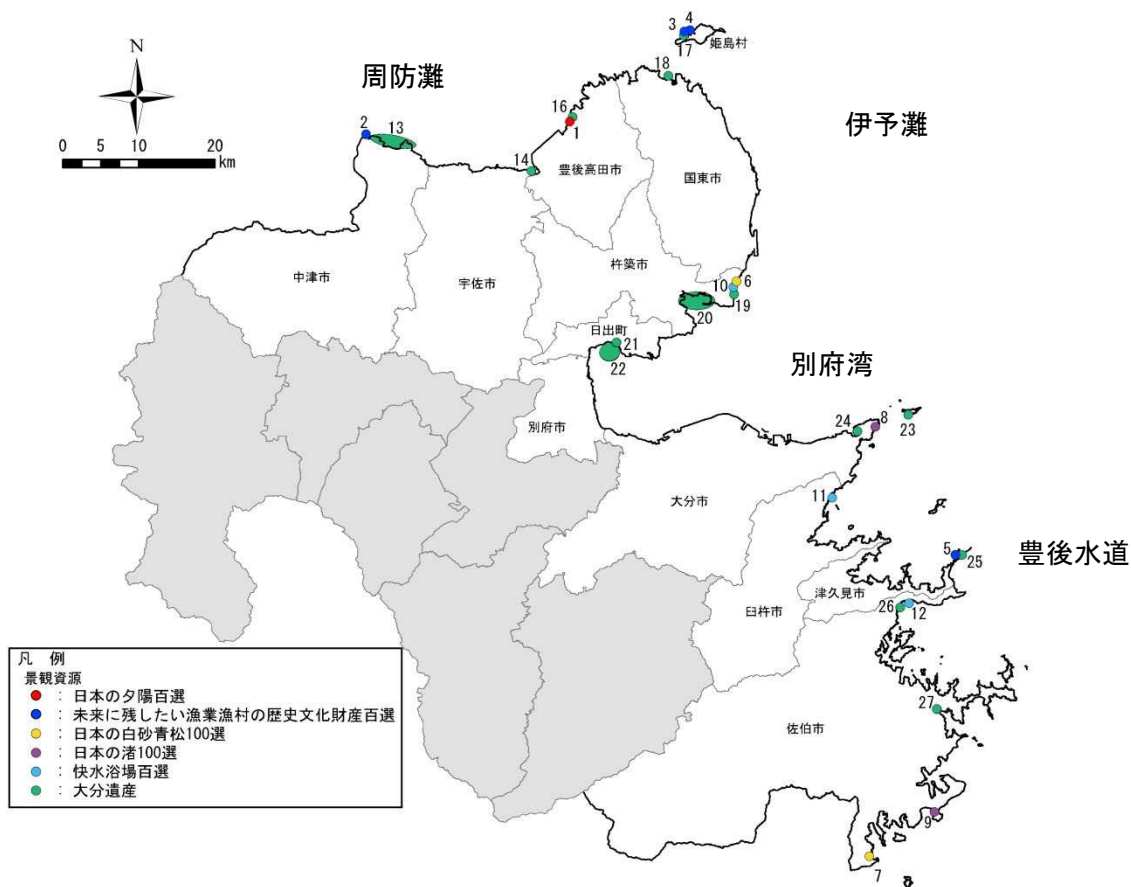 3 4
姫島村
17
N
周防灘
18
伊予灘
16
1
2 13
0 5 10 20
km
14
豊後高田市
国東市
中津市
宇佐市
杵築市
6
10
19
20
日出町
21
22
別府湾
別府市
24
8
23
大分市
11
豊後水道
5
25
津久見市
臼杵市
26
12
27
佐伯市
9
7
凡 例
景観資源
: 日本の夕陽百選
: 未来に残したい漁業漁村の歴史文化財産百選
: 日本の白砂青松100選
: 日本の渚100選
: 快水浴場百選
: 大分遺産